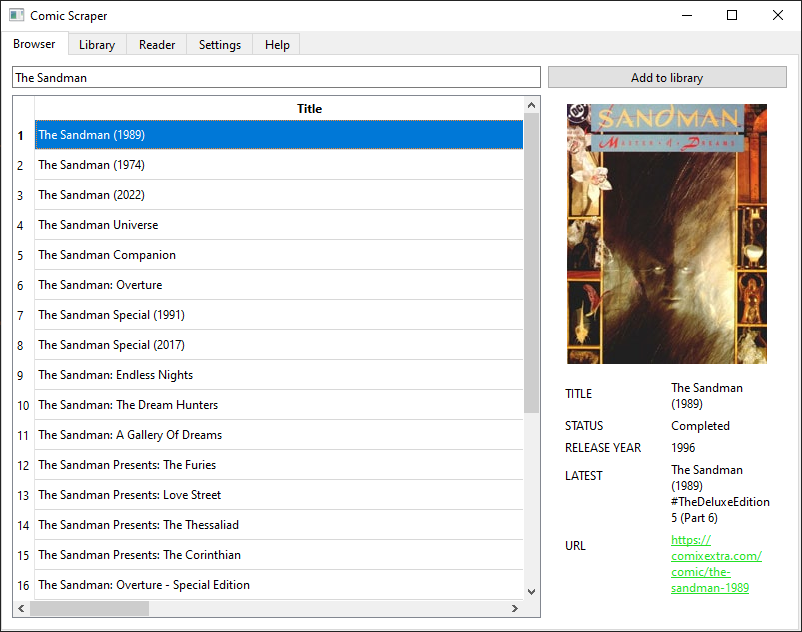 Comic Scraper
Browser
Library
Reader
Settings
Help
The Sandman
Add to library
Title
1 The Sandman (1989)
2 The Sandman (1974)
3 The Sandman (2022)
4 The Sandman Universe
5 The Sandman Companion
6 The Sandman: Overture
7 The Sandman Special (1991)
8 The Sandman Special (2017)
9 The Sandman: Endless Nights
10 The Sandman: The Dream Hunters
11 The Sandman: A Gallery Of Dreams
12 The Sandman Presents: The Furies
13 The Sandman Presents: Love Street
14 The Sandman Presents: The Thessaliad
15 The Sandman Presents: The Corinthian
16 The Sandman: Overture - Special Edition
DC
SANDMAN
MASTER OF DREAMS
TITLE
The Sandman
(1989)
STATUS
Completed
RELEASE YEAR
1996
LATEST
The Sandman
(1989)
#TheDeluxeEdition
5 (Part 6)
URL
https://
comixextra.com/
comic/the-
sandman-1989